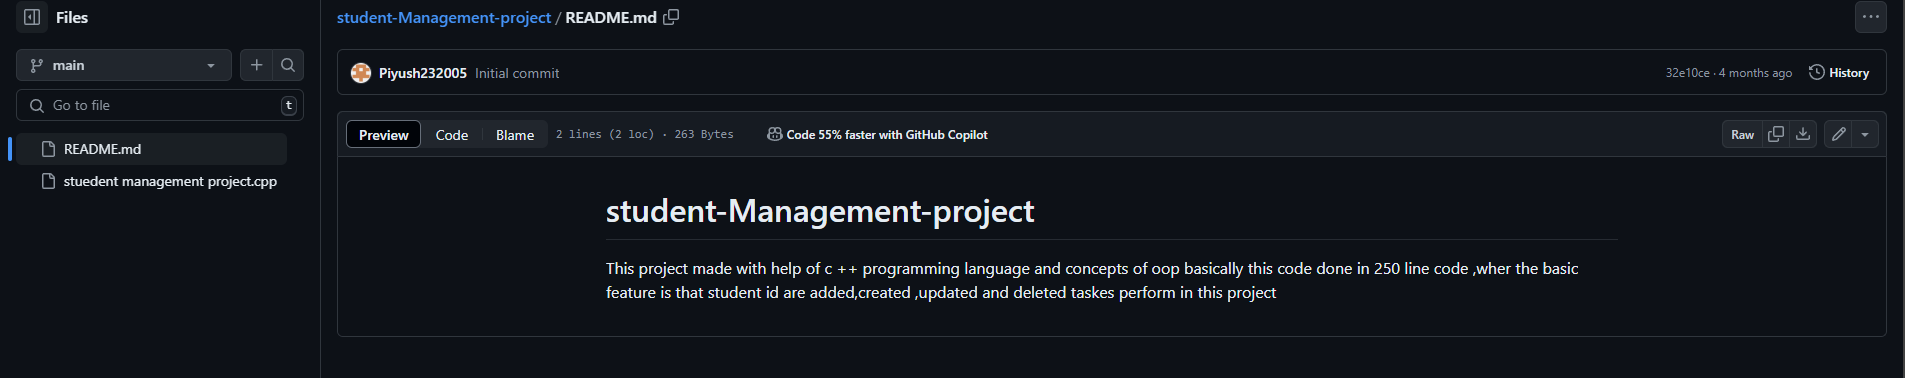 Files
main
Go to file
t
README.md
stuedent management project.cpp
student-Management-project / README.md
Piyush232005 Initial commit
32e10ce · 4 months ago
History
Preview
Code
Blame
2 lines (2 loc) · 263 Bytes
Code 55% faster with GitHub Copilot
Raw
student-Management-project
This project made with help of c ++ programming language and concepts of oop basically this code done in 250 line code ,wher the basic
feature is that student id are added,created ,updated and deleted taskes perform in this project